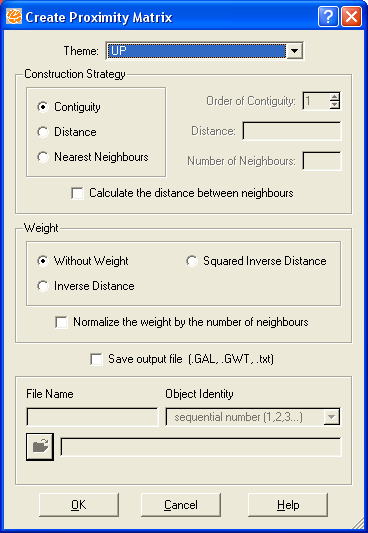 Create Proximity Matrix
Theme: UP
Construction Strategy
Contiguity
Order of Contiguity: 1
Distance
Distance:
Nearest Neighbours
Number of Neighbours:
Calculate the distance between neighbours
Weight
Without Weight
Squared Inverse Distance
Inverse Distance
Normalize the weight by the number of neighbours
Save output file (.GAL, .GWT, .txt)
File Name
Object Identity
sequential number (1,2,3...)
OK
Cancel
Help